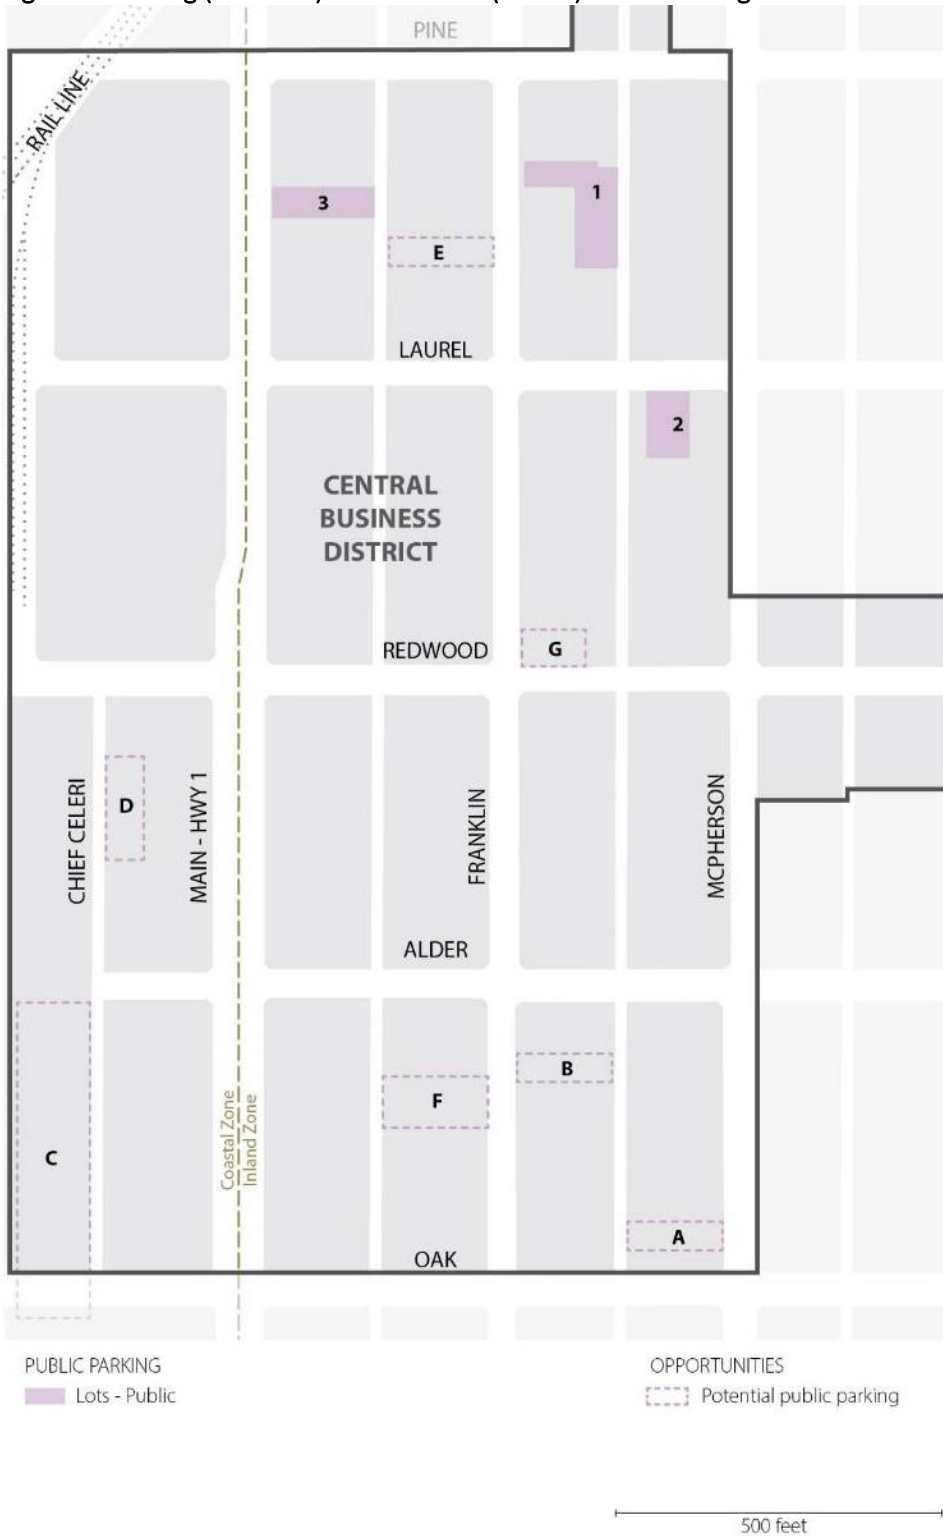 PINE
RAIL LINE
3
1
E
LAUREL
2
CENTRAL
BUSINESS
DISTRICT
REDWOOD
G
CHIEF CELERI
D
MAIN - HWY 1
FRANKLIN
MCPHERSON
ALDER
B
F
Coastal Zone
Inland Zone
C
A
OAK
PUBLIC PARKING
Lots - Public
OPPORTUNITIES
Potential public parking
500 feet